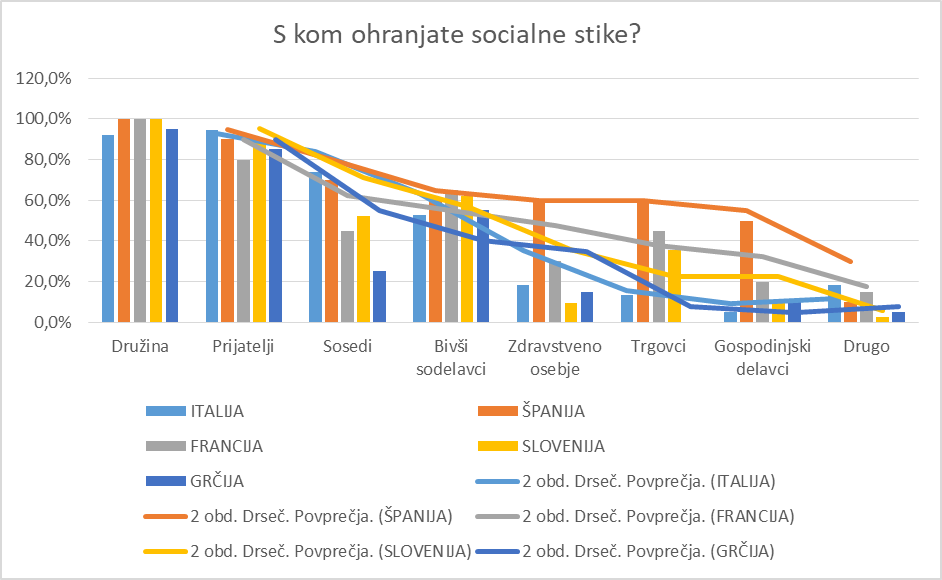 S kom ohranjate socialne stike?
120,0%
100,0%
80,0%
60,0%
40,0%
20,0%
0,0%
Družina
Prijatelji
Sosedi
Bivši
sodelavci
Zdravstveno
osebje
Trgovci
Gospodinjski
delavci
Drugo
ITALIJA
ŠPANIJA
FRANCIJA
SLOVENIJA
GRČIJA
2 obd. Drseč. Povprečja. (ITALIJA)
2 obd. Drseč. Povprečja. (ŠPANIJA)
2 obd. Drseč. Povprečja. (FRANCIJA)
2 obd. Drseč. Povprečja. (SLOVENIJA)
2 obd. Drseč. Povprečja. (GRČIJA)